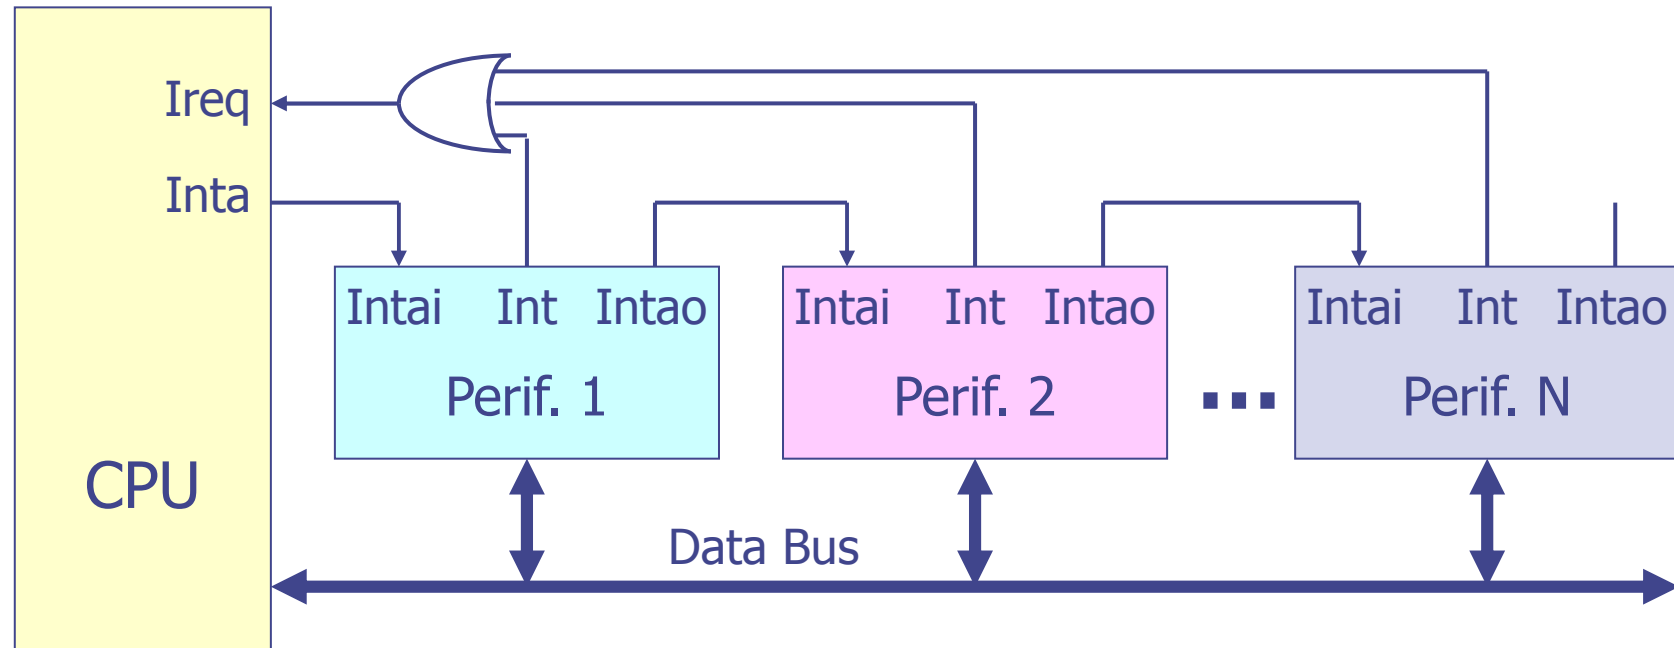 Ireq
Inta
Intai Int Intao
Intai Int Intao
Intai Int Intao
Perif. 1
Perif. 2
...
Perif. N
CPU
Data Bus